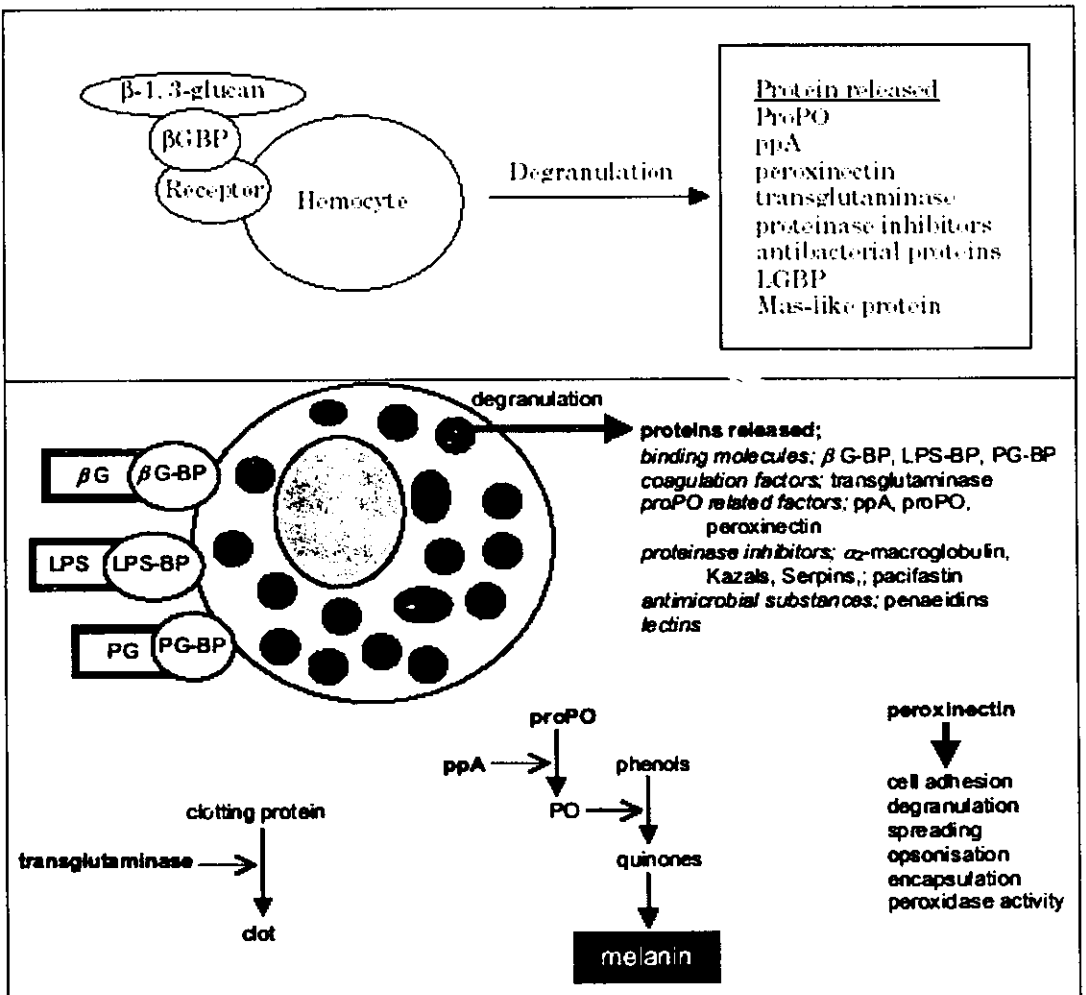 β-1, 3-glucan
βGBP
Receptor
Hemocyte
Degranulation
Protein released
ProPO
ppA
peroxinectin
transglutaminase
proteinase inhibitors
antibacterial proteins
LGBP
Mas-like protein
degranulation
βG
βG-BP
LPS
LPS-BP
PG
PG-BP
proteins released;
binding molecules; β G-BP, LPS-BP, PG-BP
coagulation factors; transglutaminase
proPO related factors; ppA, proPO,
peroxinectin
proteinase inhibitors; α2-macroglobulin,
Kazals, Serpins,; pacifastin
antimicrobial substances; penaeidins
lectins
clotting protein
transglutaminase
clot
proPO
ppA
PO
phenols
quinones
melanin
peroxinectin
cell adhesion
degranulation
spreading
opsonisation
encapsulation
peroxidase activity